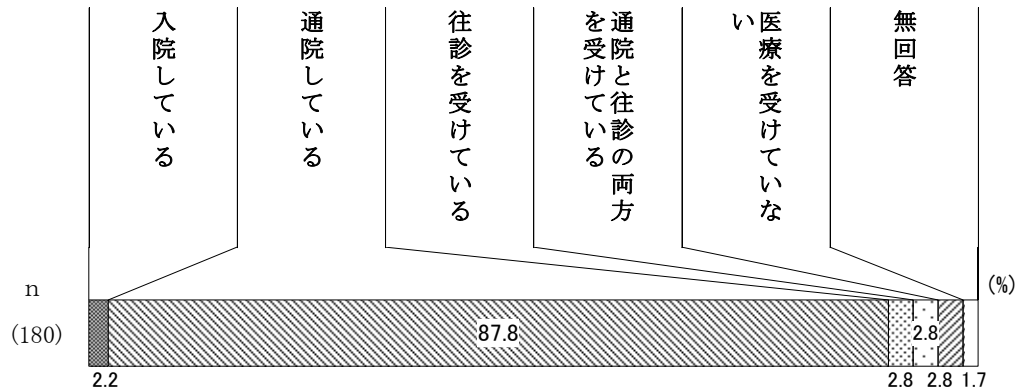 入院している
通院している
往診を受けている
通院と往診の両方
を受けている
医療を受けていな
い
無回答
(%)
n
(180)
87.8
2.8
2.2
2.8
2.8
1.7